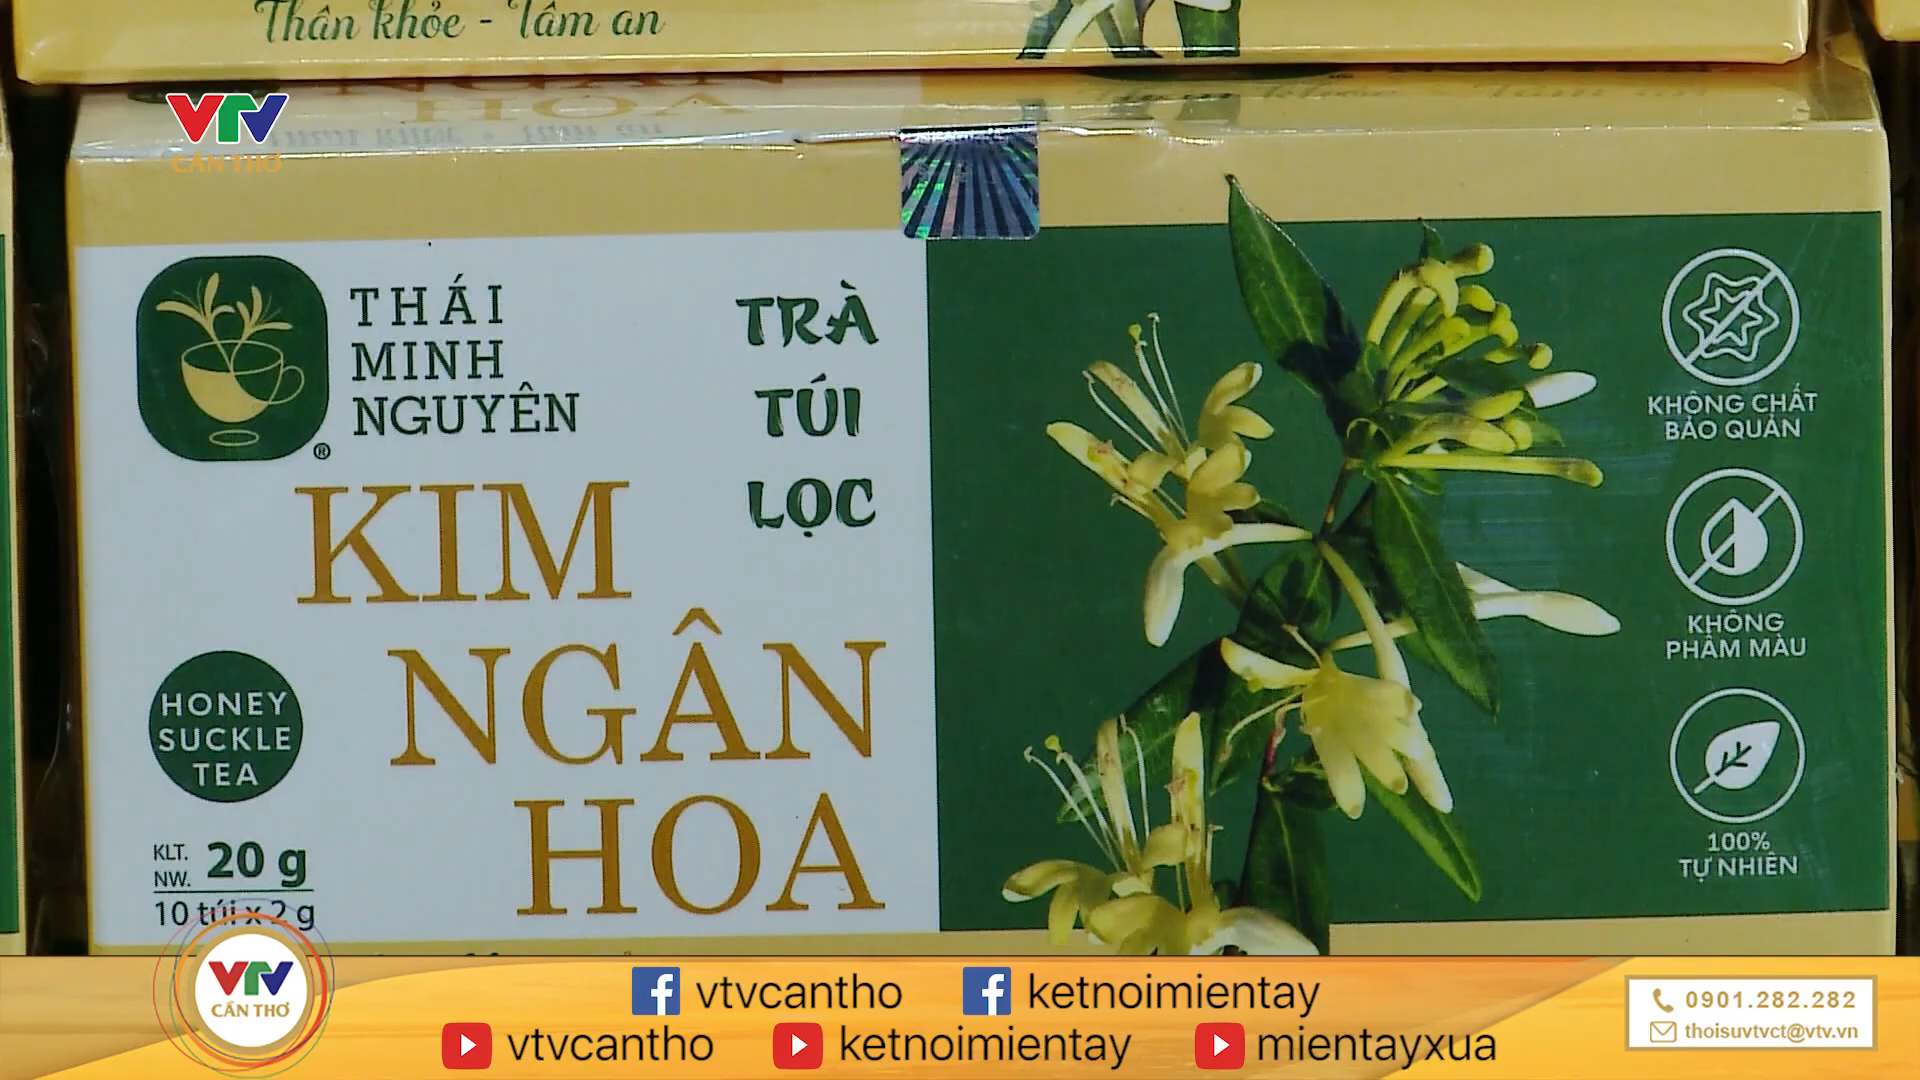 Thân khỏe - Tâm an
VTV
CẦN THƠ
THÁI
MINH
NGUYÊN
®
TRÀ
TÚI
LỌC
KIM
NGÂN
HOA
HONEY
SUCKLE
TEA
KLT.
NW.
20 g
10 túi x 2 g
KHÔNG CHẤT
BẢO QUẢN
KHÔNG
PHẨM MÀU
100%
TỰ NHIÊN
VTV
CẦN THƠ
vtvcantho
ketnoimientay
vtvcantho
ketnoimientay
mientayxua
0901.282.282
thoisuvtvct@vtv.vn